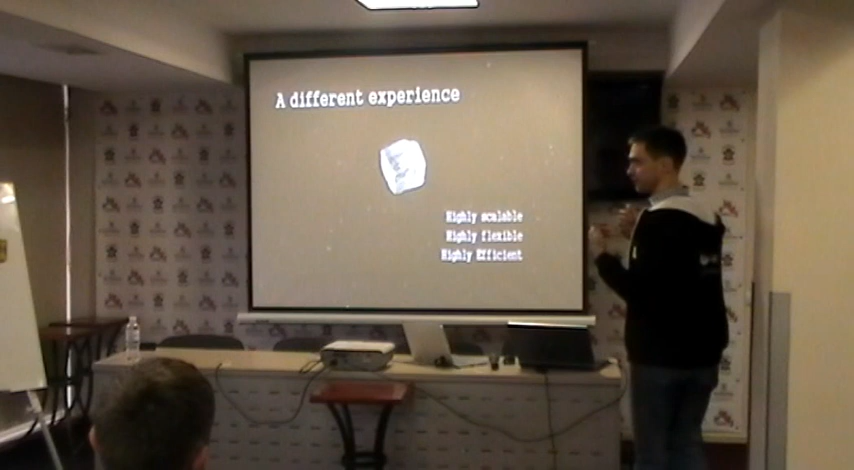 A different experience
Highly scalable
Highly flexible
Highly Efficient